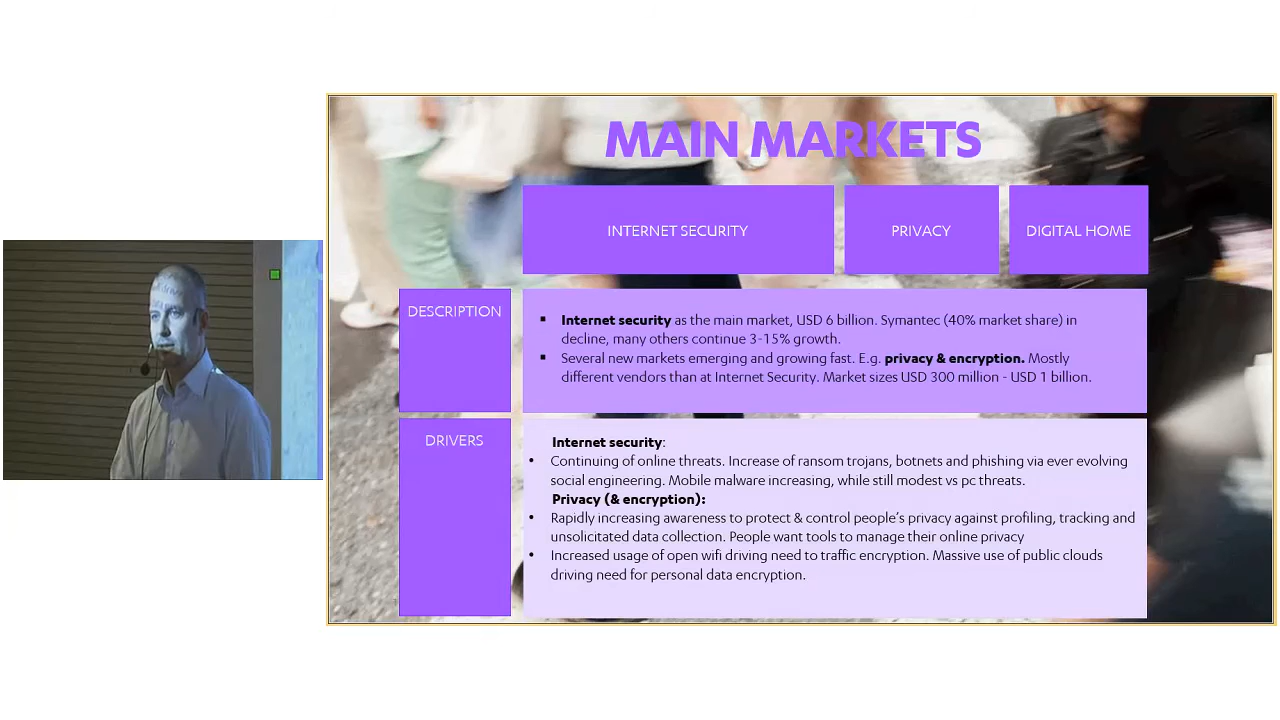 MAIN MARKETS
INTERNET SECURITY
PRIVACY
DIGITAL HOME
DESCRIPTION
▪ Internet security as the main market, USD 6 billion. Symantec (40% market share) in
decline, many others continue 3-15% growth.
▪ Several new markets emerging and growing fast. E.g. privacy & encryption. Mostly
different vendors than at Internet Security. Market sizes USD 300 million - USD 1 billion.
DRIVERS
Internet security:
• Continuing of online threats. Increase of ransom trojans, botnets and phishing via ever evolving
social engineering. Mobile malware increasing, while still modest vs pc threats.
Privacy (& encryption):
• Rapidly increasing awareness to protect & control people's privacy against profiling, tracking and
unsolicitated data collection. People want tools to manage their online privacy
• Increased usage of open wifi driving need to traffic encryption. Massive use of public clouds
driving need for personal data encryption.